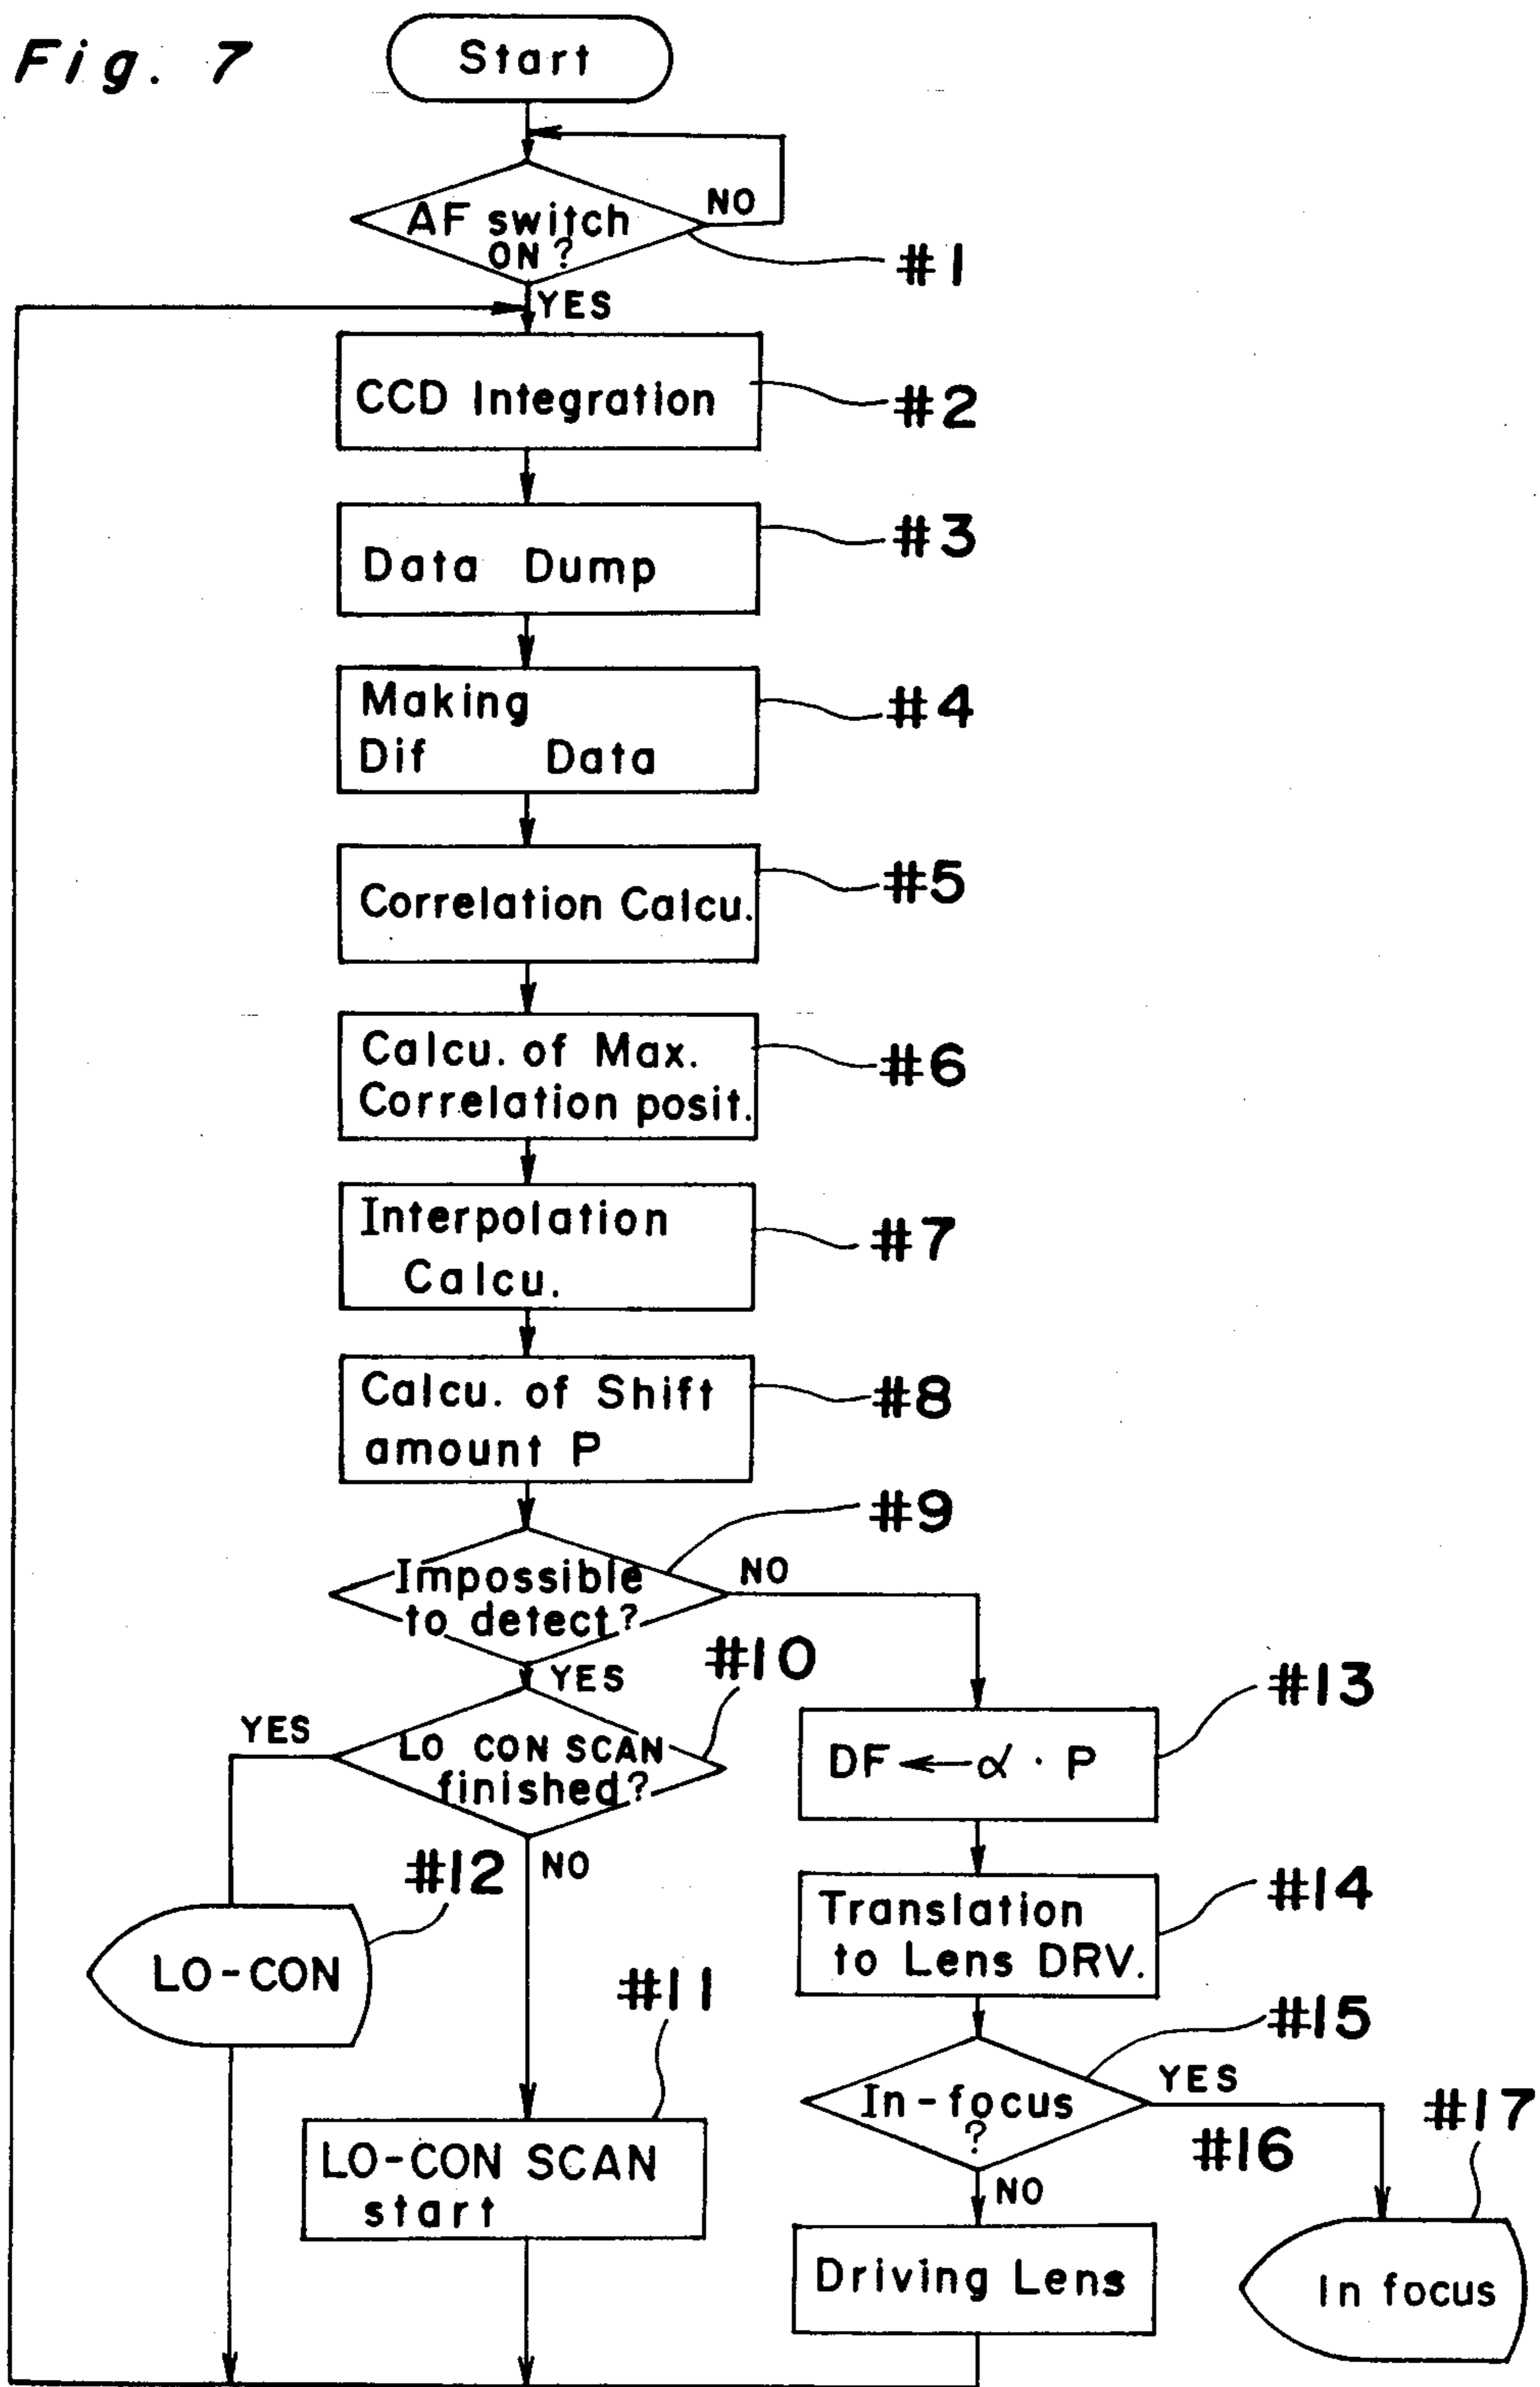 Fig. 7
Start
AF switch
ON?
NO
#1
YES
CCD Integration
#2
Data Dump
#3
Making
Dif Data
#4
Correlation Calcu.
#5
Calcu. of Max.
Correlation posit.
#6
Interpolation
Calcu.
#7
Calcu. of Shift
amount P
#8
#9
Impossible
to detect?
NO
YES
#10
LO CON SCAN
finished?
YES
NO
#12
LO-CON
#11
LO-CON SCAN
start
#13
DF ← α · P
#14
Translation
to Lens DRV.
#15
In-focus
?
YES
#16
#17
NO
Driving Lens
In focus